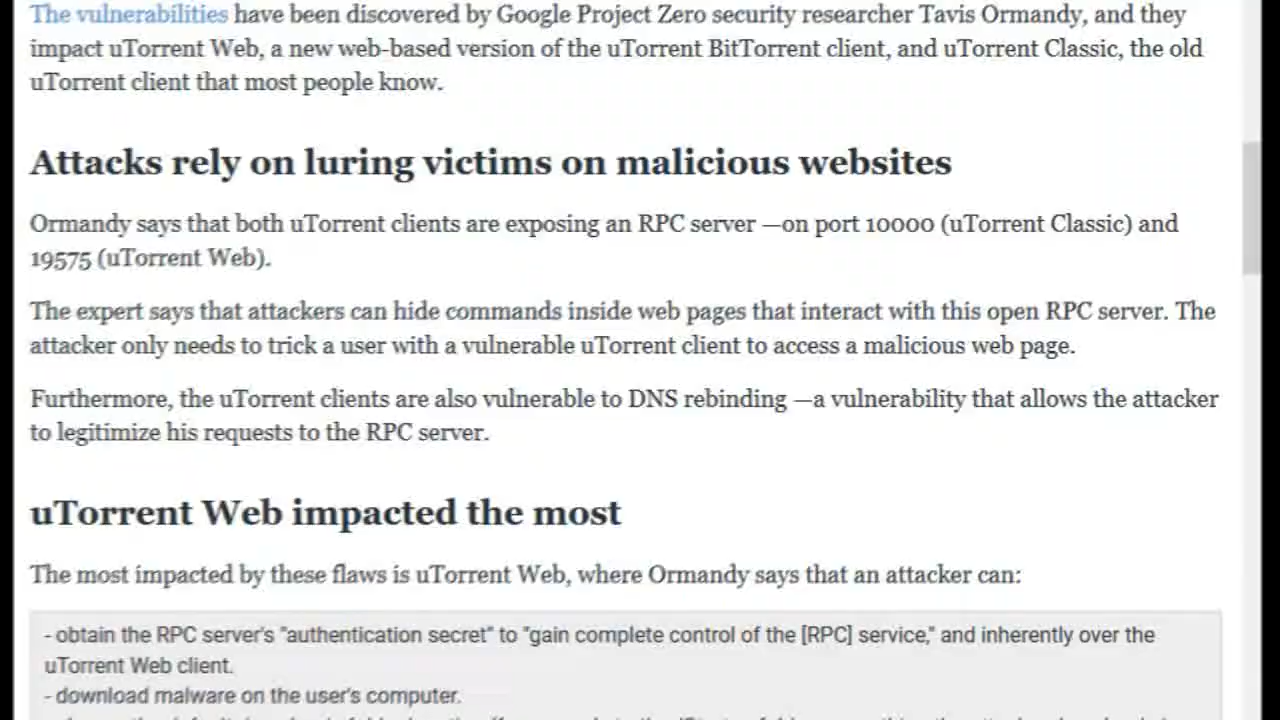 The vulnerabilities have been discovered by Google Project Zero security researcher Tavis Ormandy, and they
impact uTorrent Web, a new web-based version of the uTorrent BitTorrent client, and uTorrent Classic, the old
uTorrent client that most people know.
Attacks rely on luring victims on malicious websites
Ormandy says that both uTorrent clients are exposing an RPC server —on port 10000 (uTorrent Classic) and
19575 (uTorrent Web).
The expert says that attackers can hide commands inside web pages that interact with this open RPC server. The
attacker only needs to trick a user with a vulnerable uTorrent client to access a malicious web page.
Furthermore, the uTorrent clients are also vulnerable to DNS rebinding —a vulnerability that allows the attacker
to legitimize his requests to the RPC server.
uTorrent Web impacted the most
The most impacted by these flaws is uTorrent Web, where Ormandy says that an attacker can:
- obtain the RPC server's "authentication secret" to "gain complete control of the [RPC] service," and inherently over the
uTorrent Web client.
- download malware on the user's computer.